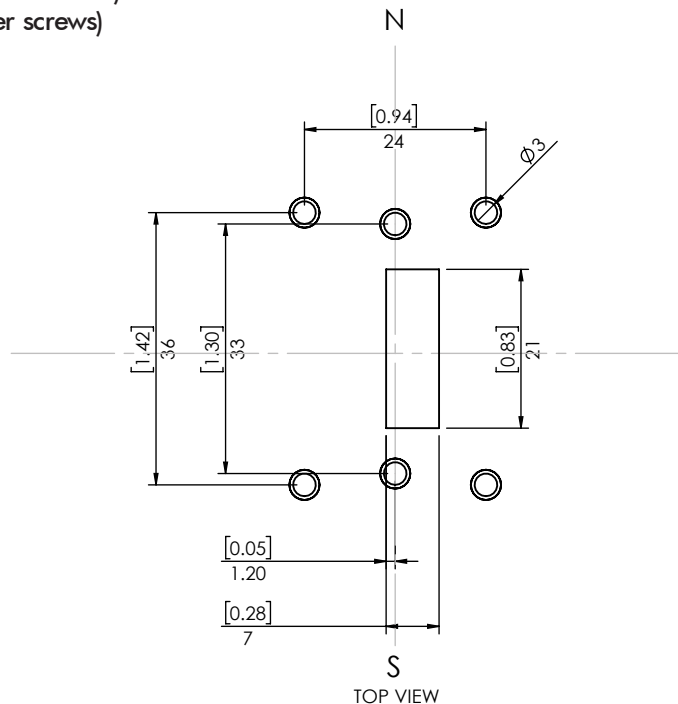 er screws)
N
[0.94]
24
Ø3
[1.42]
36
[1.30]
33
[0.83]
21
[0.05]
1.20
[0.28]
7
S
TOP VIEW